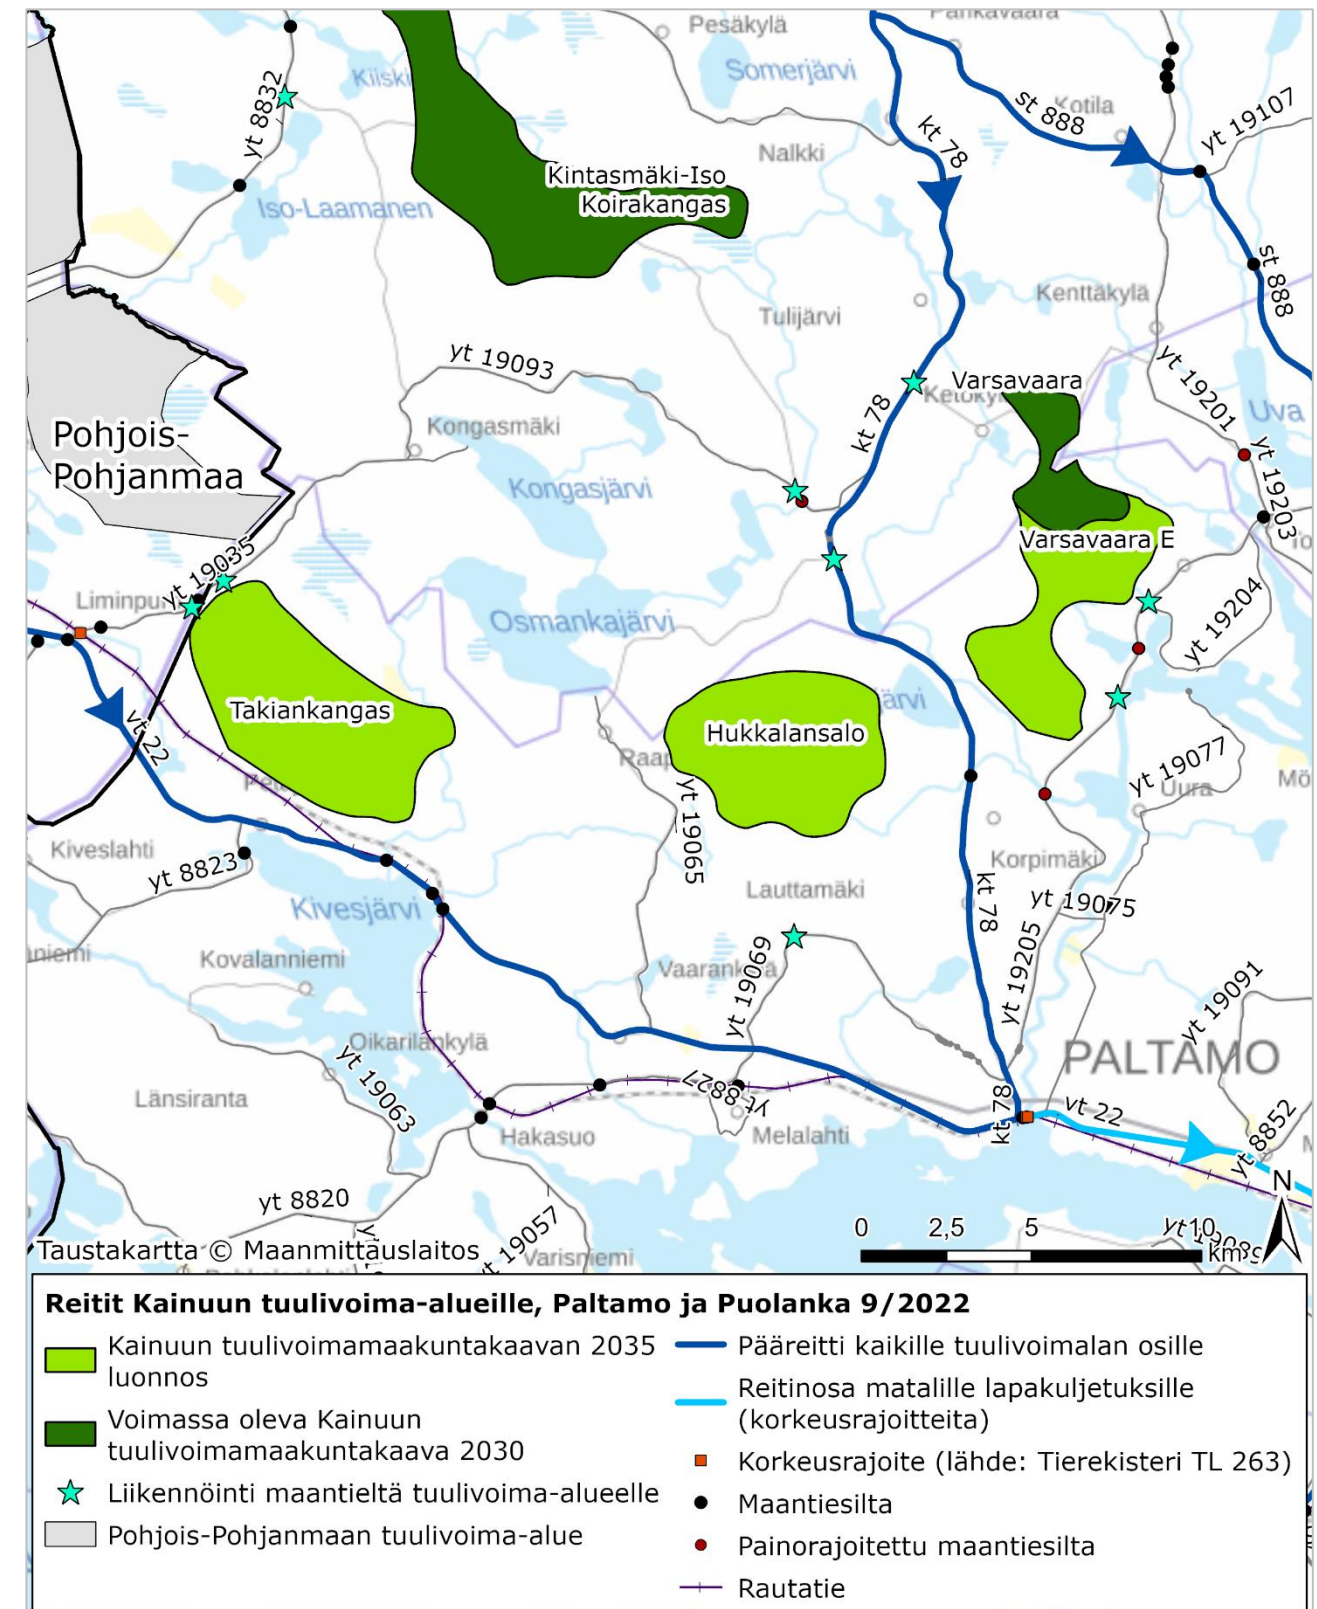 Pesäkylä
Somerjärvi
yt 8832
st 888
Kotila
yt 19107
kt 78
Nalkki
Kintasmäki-Iso
Koirakangas
Iso-Laamanen
st 888
Kenttäkylä
Tulijärvi
yt 19093
Varsavaara
yt 19201
kt 78
Kongasmäki
Pohjois-
Pohjanmaa
yt 19203
Kongasjärvi
Varsavaara E
yt 19035
Osmankajärvi
yt 19204
Takiankangas
vt 22
Hukkalansalo
yt 19077
Uura
yt 19065
Kiveslahti
yt 8823
Korpimäki
Lauttamäki
kt 78
yt 19075
Kivesjärvi
Kovalanniemi
yt 19069
yt 19205
yt 19091
Oikarilankylä
PALTAMO
yt 19063
Länsiranta
yt 8827
kt 78
vt 22
yt 8852
Hakasuo
Melalahti
yt 8820
yt 19057
N
0 2,5 5 10
Km
yt 19089
Taustakartta © Maanmittauslaitos
Varisniemi
Reitit Kainuun tuulivoima-alueille, Paltamo ja Puolanka 9/2022
Kainuun tuulivoimamaakuntakaavan 2035
luonnos
Voimassa oleva Kainuun
tuulivoimamaakuntakaava 2030
Liikennöinti maantieltä tuulivoima-alueelle
Pohjois-Pohjanmaan tuulivoima-alue
Pääreitti kaikille tuulivoimalan osille
Reitinosa matalille lapakuljetuksille
(korkeusrajoitteita)
Korkeusrajoite (lähde: Tierekisteri TL 263)
Maantiesilta
Painorajoitettu maantiesilta
Rautatie